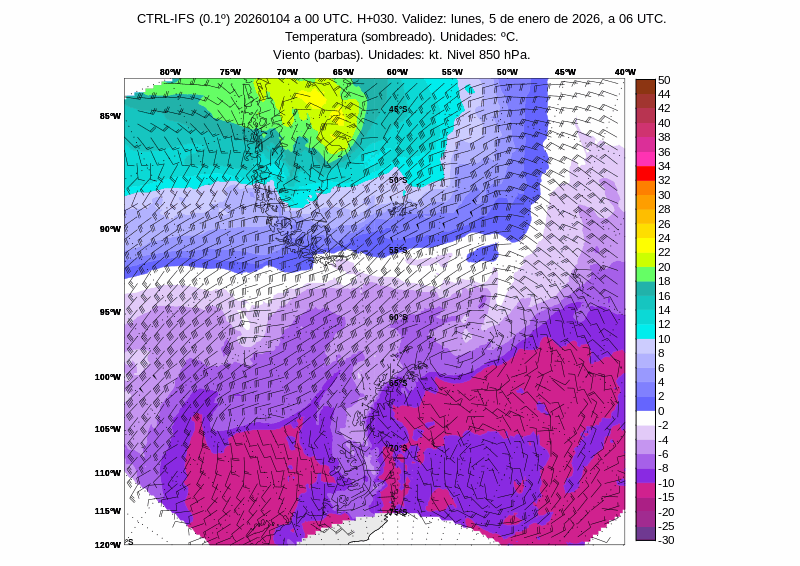 CTRL-IFS (0.1º) 20260104 a 00 UTC. H+030. Validez: lunes, 5 de enero de 2026, a 06 UTC.
Temperatura (sombreado). Unidades: ºC.
Viento (barbas). Unidades: kt. Nivel 850 hPa.
80°W 75°W 70°W 65°W 60°W 55°W 50°W 45°W 40°W
85°W
90°W
95°W
100°W
105°W
110°W
115°W
120°W
45°S
50°S
55°S
60°S
65°S
70°S
75°S
°S
50
44
42
40
38
36
34
32
30
28
26
24
22
20
18
16
14
12
10
8
6
4
2
0
-2
-4
-6
-8
-10
-15
-20
-25
-30